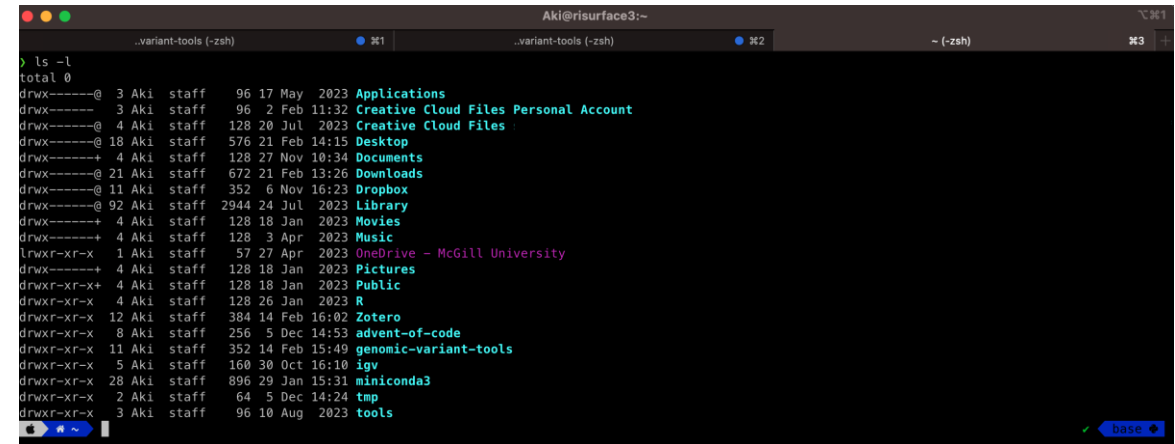 Aki@risurface3:~
⌥⌘1
..variant-tools (-zsh) ⌘1 ..variant-tools (-zsh) ⌘2 ~ (-zsh) ⌘3 +
❯ ls -l
total 0
drwx------@ 3 Aki staff 96 17 May 2023 Applications
drwx------ 3 Aki staff 96 2 Feb 11:32 Creative Cloud Files Personal Account
drwx------@ 4 Aki staff 128 20 Jul 2023 Creative Cloud Files
drwx------@ 18 Aki staff 576 21 Feb 14:15 Desktop
drwx------+ 4 Aki staff 128 27 Nov 10:34 Documents
drwx------@ 21 Aki staff 672 21 Feb 13:26 Downloads
drwx------@ 11 Aki staff 352 6 Nov 16:23 Dropbox
drwx------@ 92 Aki staff 2944 24 Jul 2023 Library
drwx------+ 4 Aki staff 128 18 Jan 2023 Movies
drwx------+ 4 Aki staff 128 3 Apr 2023 Music
lrwxr-xr-x 1 Aki staff 57 27 Apr 2023 OneDrive - McGill University
drwx------+ 4 Aki staff 128 18 Jan 2023 Pictures
drwxr-xr-x+ 4 Aki staff 128 18 Jan 2023 Public
drwxr-xr-x 4 Aki staff 128 26 Jan 2023 R
drwxr-xr-x 12 Aki staff 384 14 Feb 16:02 Zotero
drwxr-xr-x 8 Aki staff 256 5 Dec 14:53 advent-of-code
drwxr-xr-x 11 Aki staff 352 14 Feb 15:49 genomic-variant-tools
drwxr-xr-x 5 Aki staff 160 30 Oct 16:10 igv
drwxr-xr-x 28 Aki staff 896 29 Jan 15:31 miniconda3
drwxr-xr-x 2 Aki staff 64 5 Dec 14:24 tmp
drwxr-xr-x 3 Aki staff 96 10 Aug 2023 tools
~ ✔ base